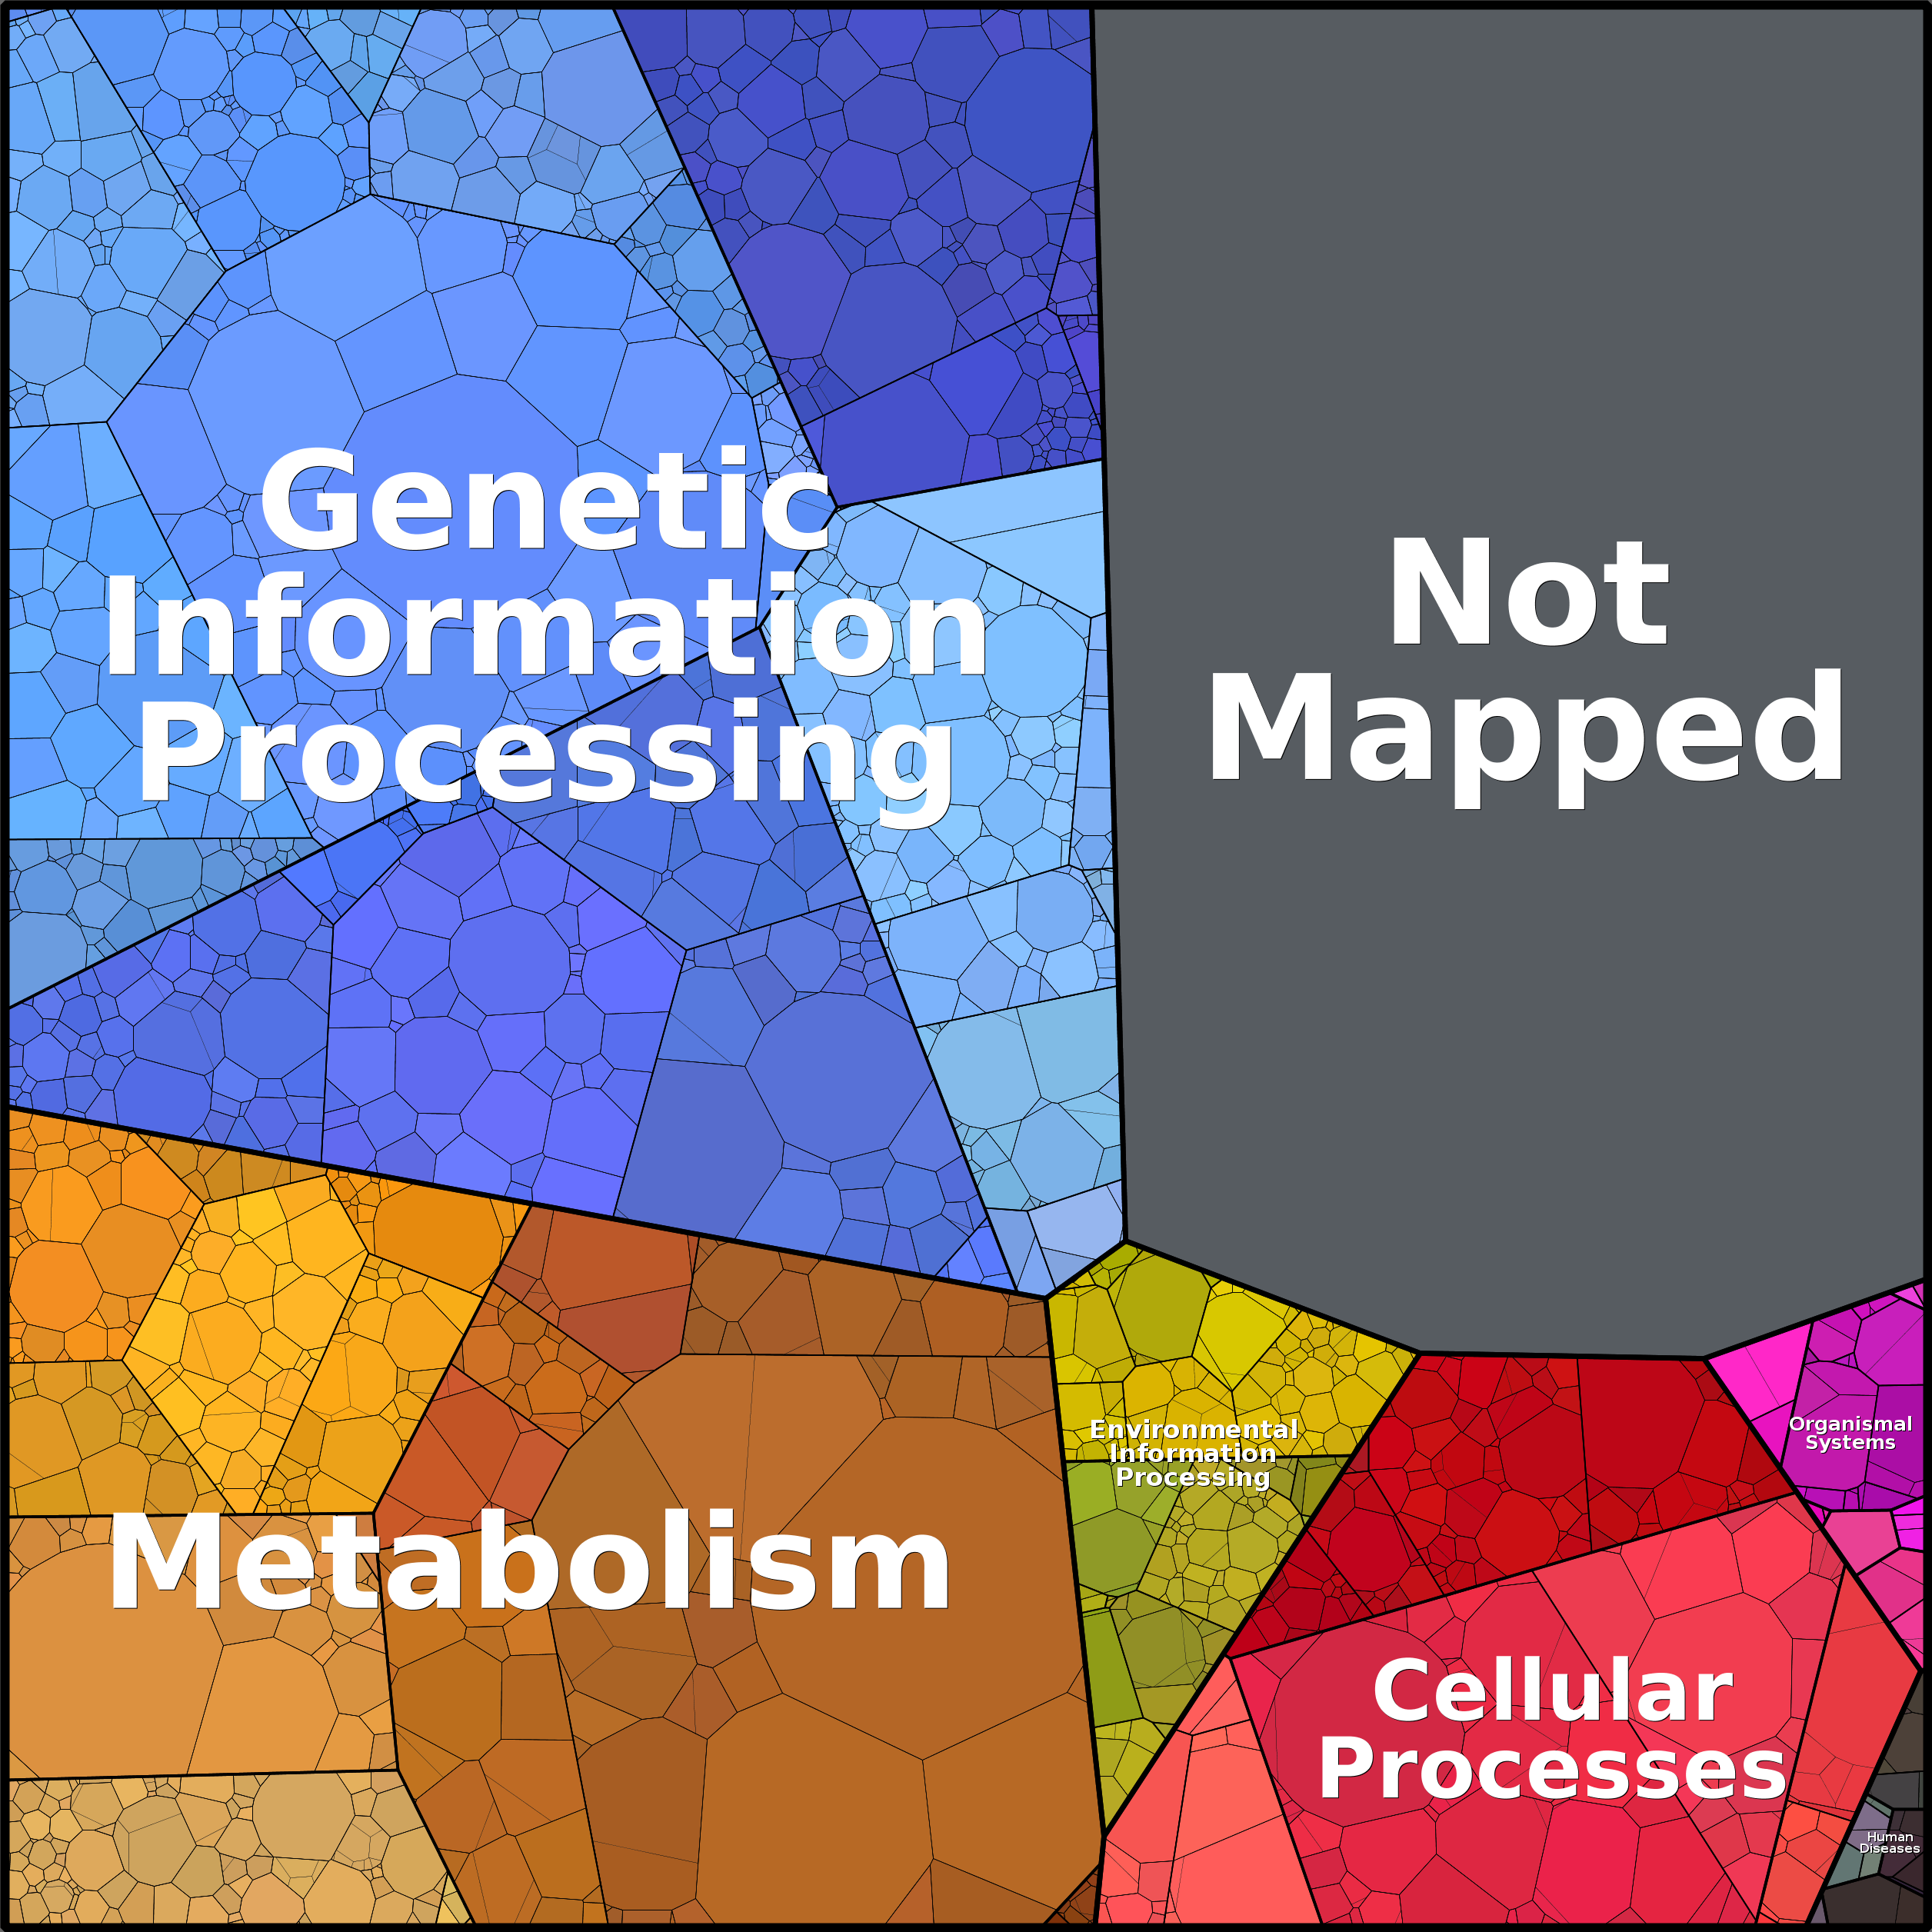 Genetic
Information
Processing
Not
Mapped
Metabolism
Environmental
Information
Processing
Organismal
Systems
Cellular
Processes
Human
Diseases